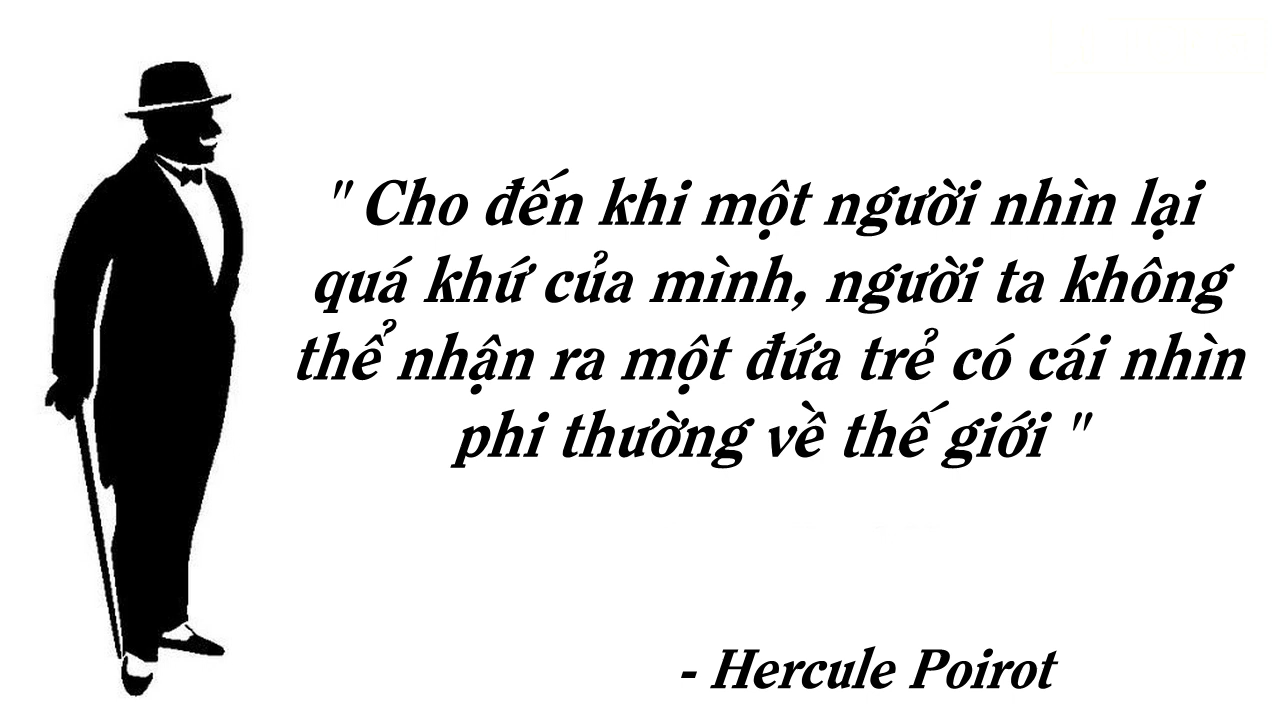 " Cho đến khi một người nhìn lại
quá khứ của mình, người ta không
thể nhận ra một đứa trẻ có cái nhìn
phi thường về thế giới "
- Hercule Poirot